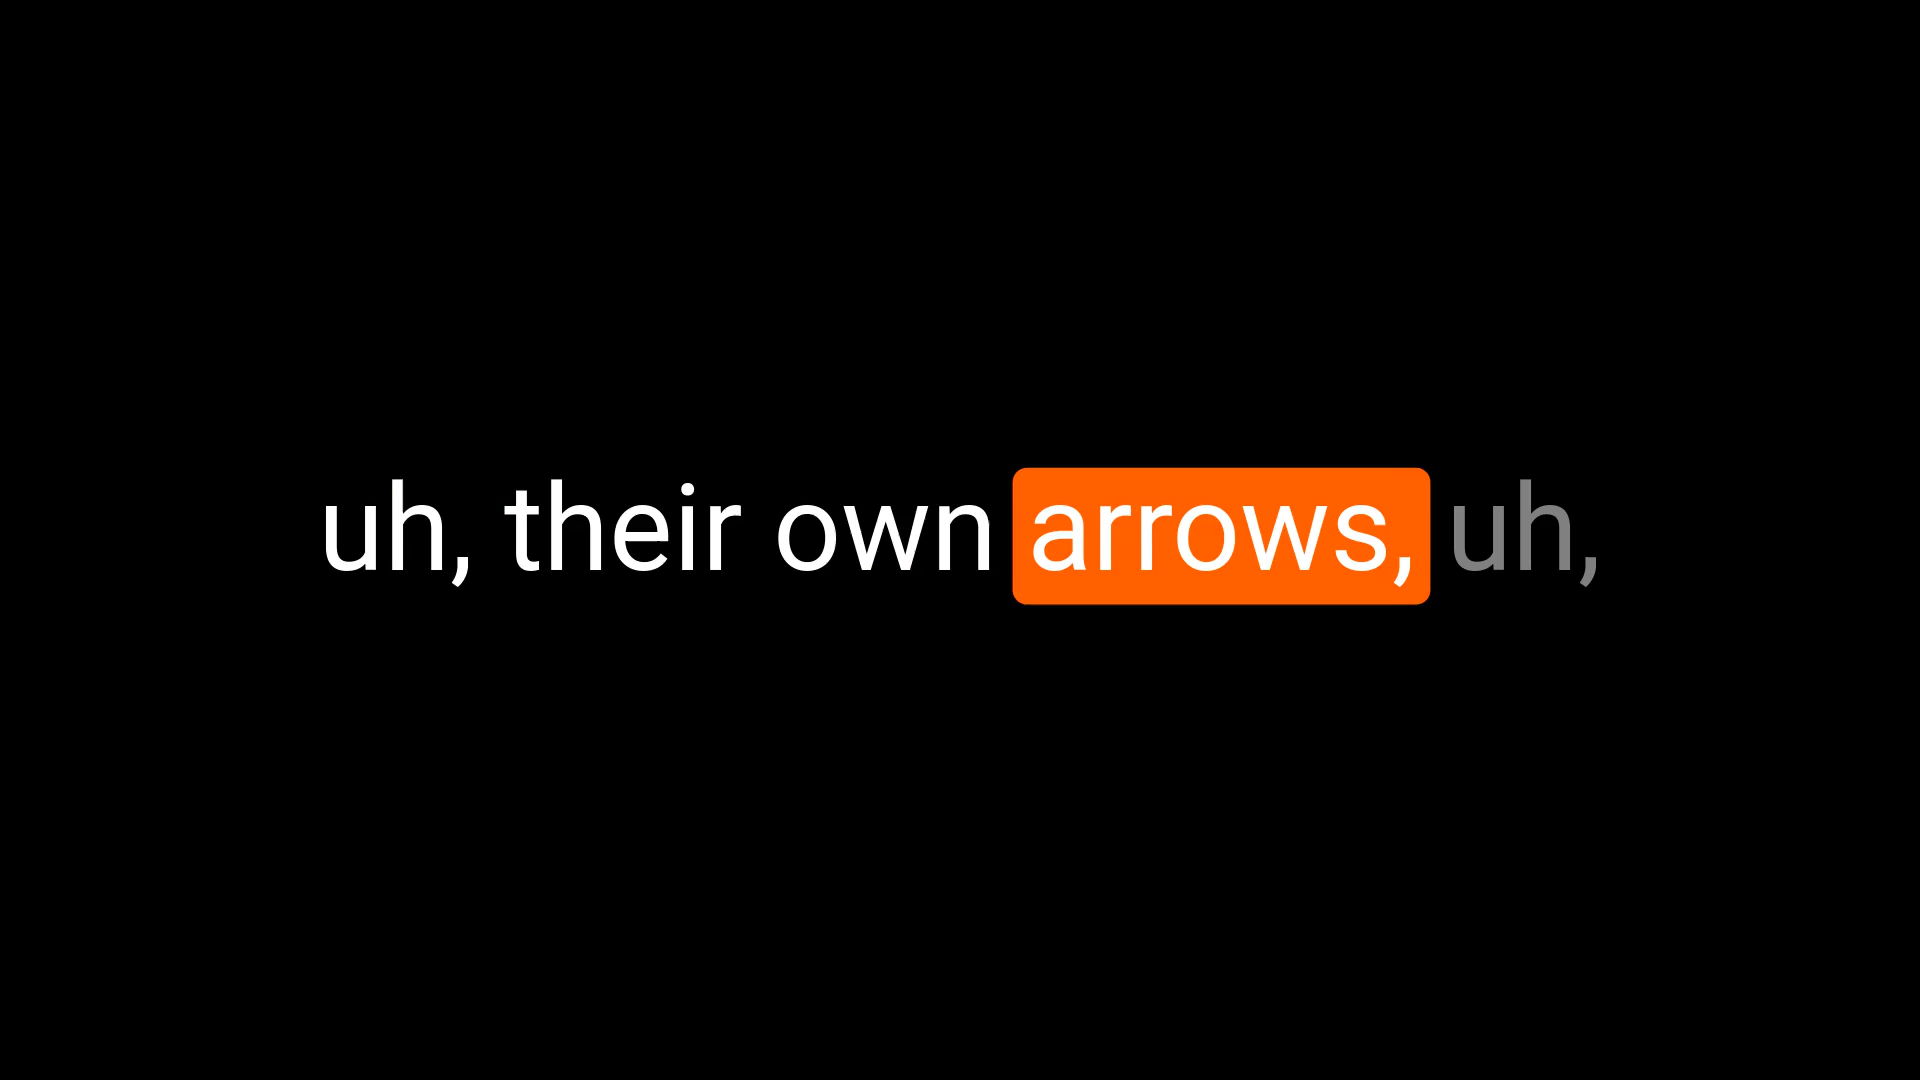 uh, their own arrows, uh,